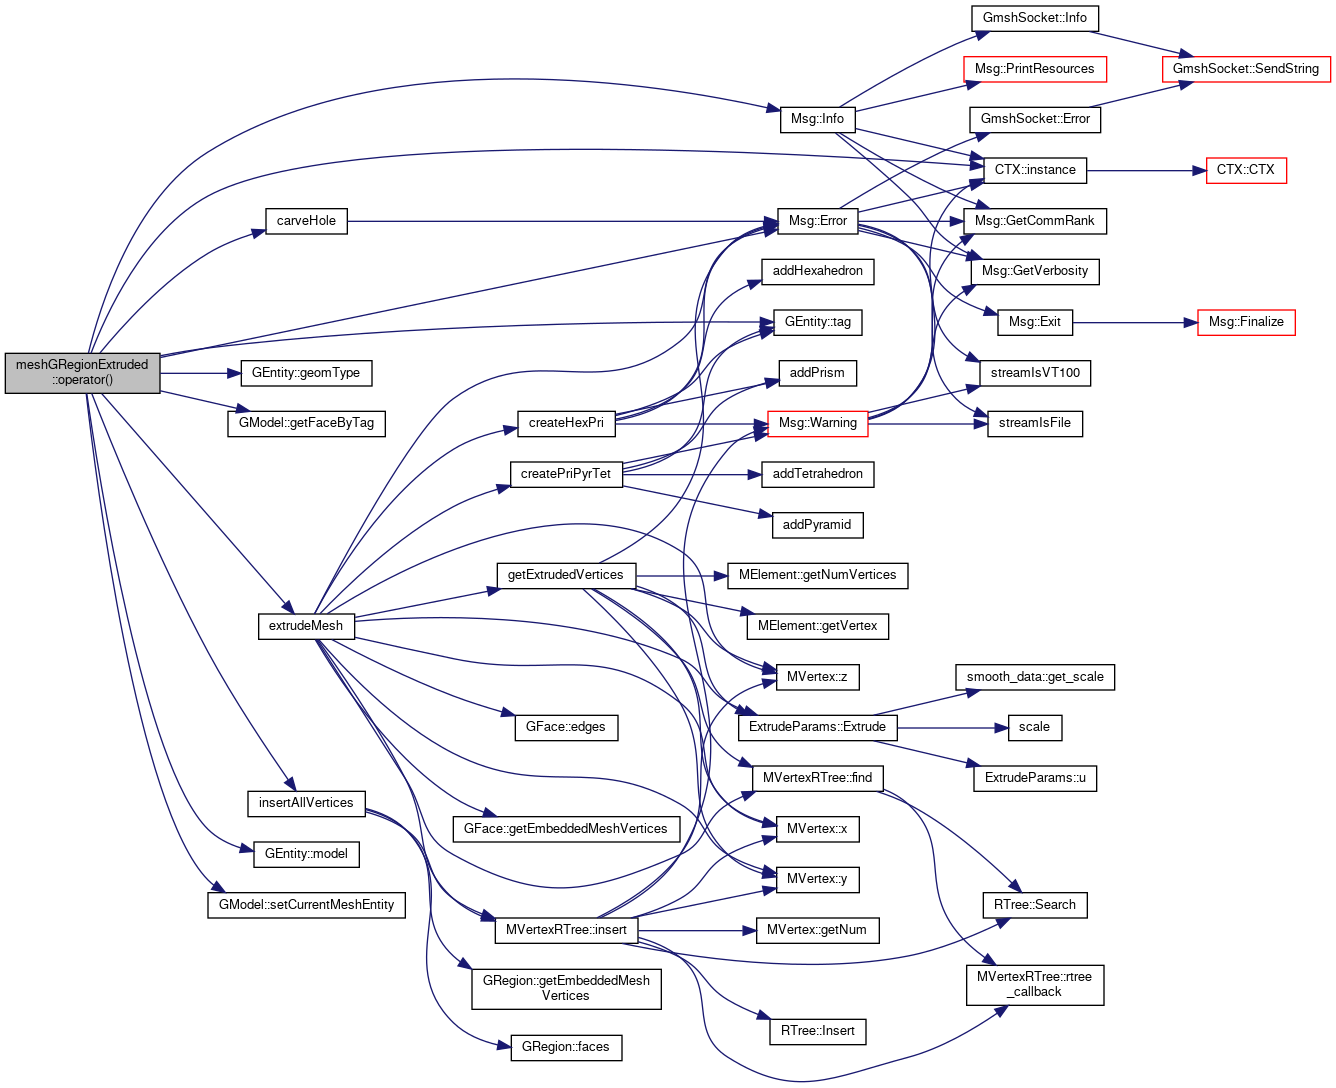 GmshSocket::Info
Msg::PrintResources
GmshSocket::SendString
Msg::Info
GmshSocket::Error
CTX::instance
CTX::CTX
carveHole
Msg::Error
Msg::GetCommRank
addHexahedron
Msg::GetVerbosity
GEntity::tag
Msg::Exit
Msg::Finalize
meshGRegionExtruded
::operator()
GEntity::geomType
addPrism
streamIsVT100
GModel::getFaceByTag
createHexPri
Msg::Warning
streamIsFile
createPriPyrTet
addTetrahedron
addPyramid
getExtrudedVertices
MElement::getNumVertices
extrudeMesh
MElement::getVertex
MVertex::z
smooth_data::get_scale
GFace::edges
ExtrudeParams::Extrude
scale
MVertexRTree::find
ExtrudeParams::u
insertAllVertices
GFace::getEmbeddedMeshVertices
MVertex::x
GEntity::model
MVertex::y
GModel::setCurrentMeshEntity
RTree::Search
MVertexRTree::insert
MVertex::getNum
GRegion::getEmbeddedMesh
Vertices
MVertexRTree::rtree
_callback
RTree::Insert
GRegion::faces